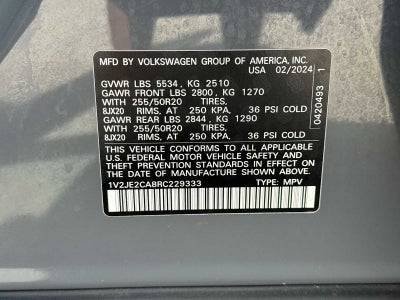 MFD BY VOLKSWAGEN GROUP OF AMERICA, INC.
USA 02/2024
GVWR LBS 5534, KG 2510
GAWR FRONT LBS 2800, KG 1270
WITH 255/50R20 TIRES,
8JX20 RIMS, AT 250 KPA, 36 PSI COLD
GAWR REAR LBS 2844, KG 1290
WITH 255/50R20 TIRES,
8JX20 RIMS, AT 250 KPA, 36 PSI COLD
THIS VEHICLE CONFORMS TO ALL APPLICABLE
U.S. FEDERAL MOTOR VEHICLE SAFETY AND
THEFT PREVENTION STANDARDS IN EFFECT ON THE
DATE OF MANUFACTURE SHOWN ABOVE.
1V2JE2CA8RC229333 TYPE: MPV
0420493 1